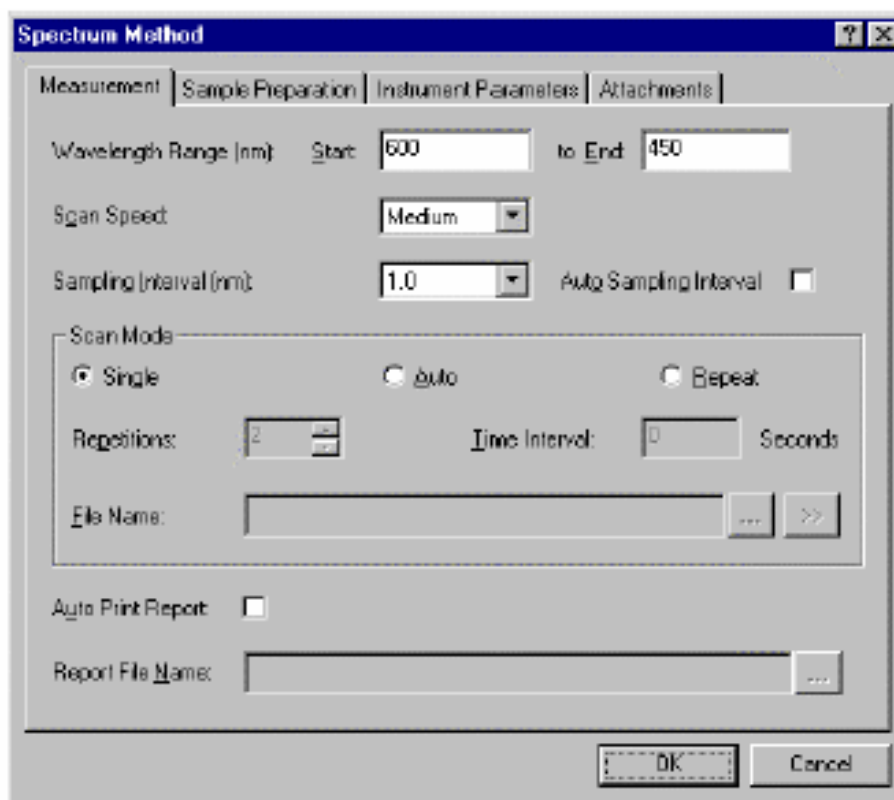 Spectrum Method
Measurement Sample Preparation Instrument Parameters Attachments
Wavelength Range (nm): Start: 600 to End: 450
Scan Speed: Medium
Sampling Interval (nm): 1.0 Auto Sampling Interval
Scan Mode
Single Auto Repeat
Repetitions: 2 Time Interval: 0 Seconds
File Name: ... >>
Auto Print Report
Report File Name: ...
OK Cancel